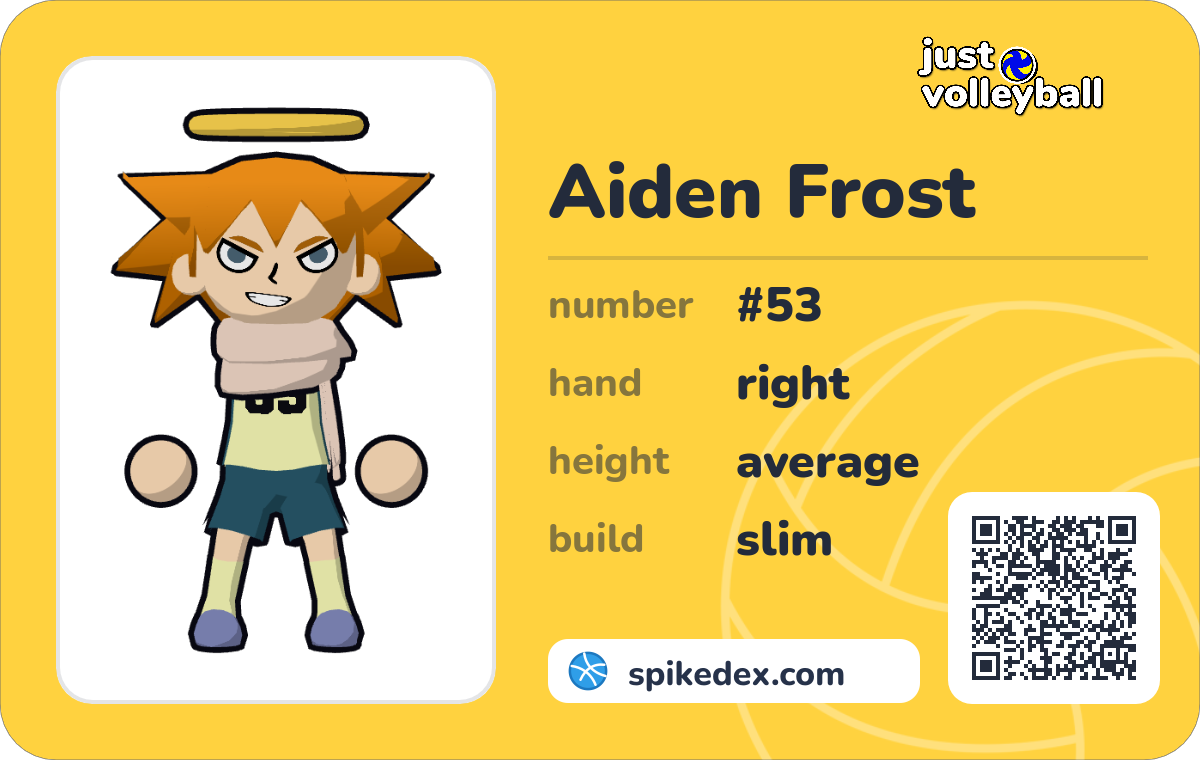 just
volleyball
Aiden Frost
number #53
hand right
height average
build slim
spikedex.com